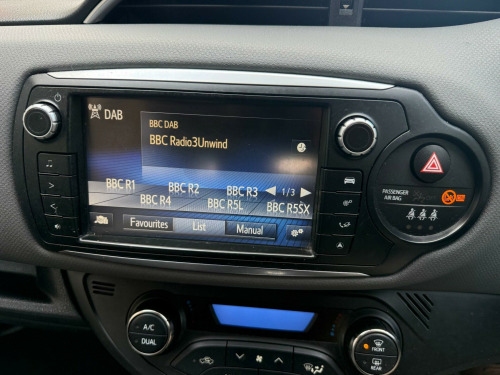 DAB
BBC DAB
BBC Radio3Unwind
BBC R1
BBC R2
BBC R3
1/3
BBC R4
BBC R5L
BBC R5SX
Favourites
List
Manual
PASSENGER
AIR BAG
A/C
DUAL
FRONT
REAR